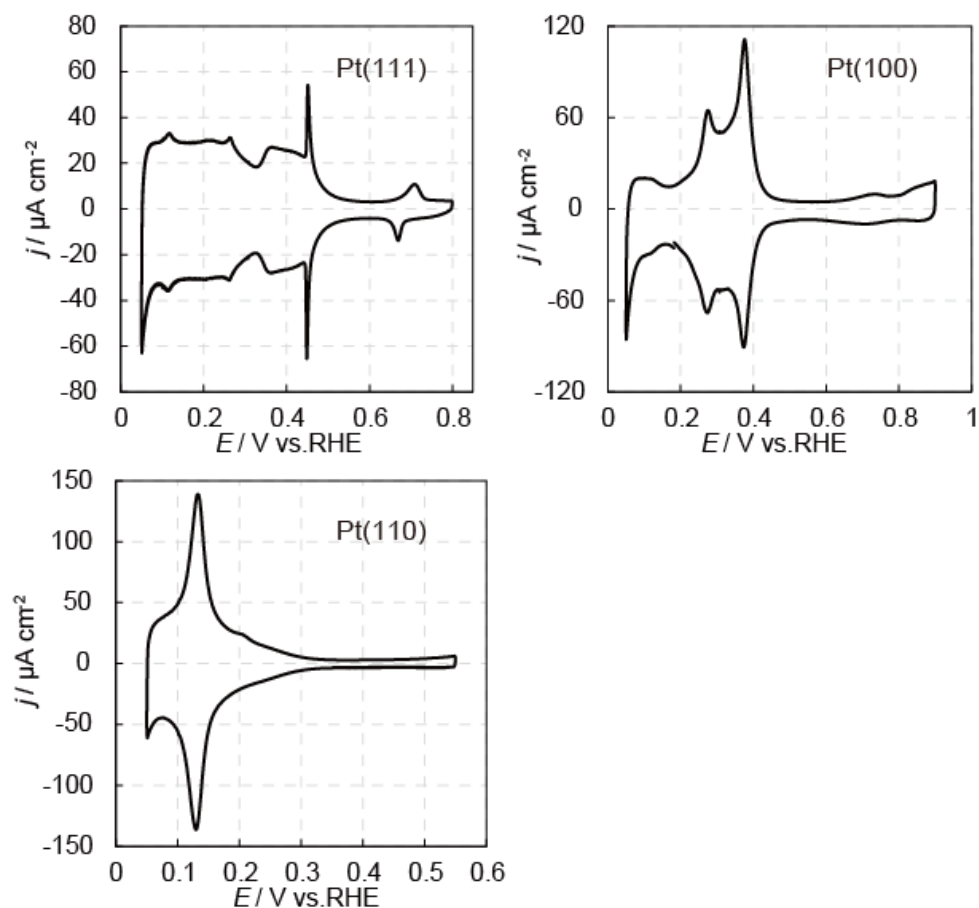 80
60
40
20
0
-20
-40
-60
-80
j / µA cm⁻²
Pt(111)
0 0.2 0.4 0.6 0.8
E / V vs.RHE
120
60
0
-60
-120
j / µA cm⁻²
Pt(100)
0 0.2 0.4 0.6 0.8 1
E / V vs.RHE
150
100
50
0
-50
-100
-150
j / µA cm⁻²
Pt(110)
0 0.1 0.2 0.3 0.4 0.5 0.6
E / V vs.RHE